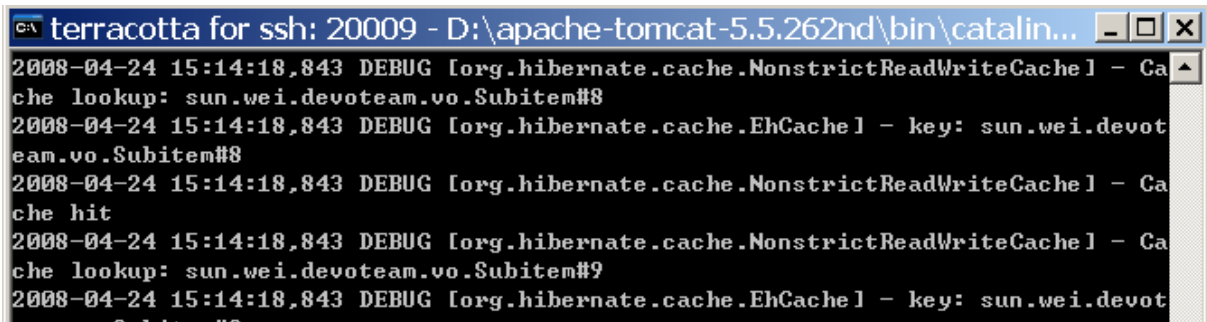 terracotta for ssh: 20009 - D:\apache-tomcat-5.5.262nd\bin\catalin...
2008-04-24 15:14:18,843 DEBUG [org.hibernate.cache.NonstrictReadWriteCache] - Ca
che lookup: sun.wei.devoteam.vo.Subitem#8
2008-04-24 15:14:18,843 DEBUG [org.hibernate.cache.EhCache] - key: sun.wei.devot
eam.vo.Subitem#8
2008-04-24 15:14:18,843 DEBUG [org.hibernate.cache.NonstrictReadWriteCache] - Ca
che hit
2008-04-24 15:14:18,843 DEBUG [org.hibernate.cache.NonstrictReadWriteCache] - Ca
che lookup: sun.wei.devoteam.vo.Subitem#9
2008-04-24 15:14:18,843 DEBUG [org.hibernate.cache.EhCache] - key: sun.wei.devot